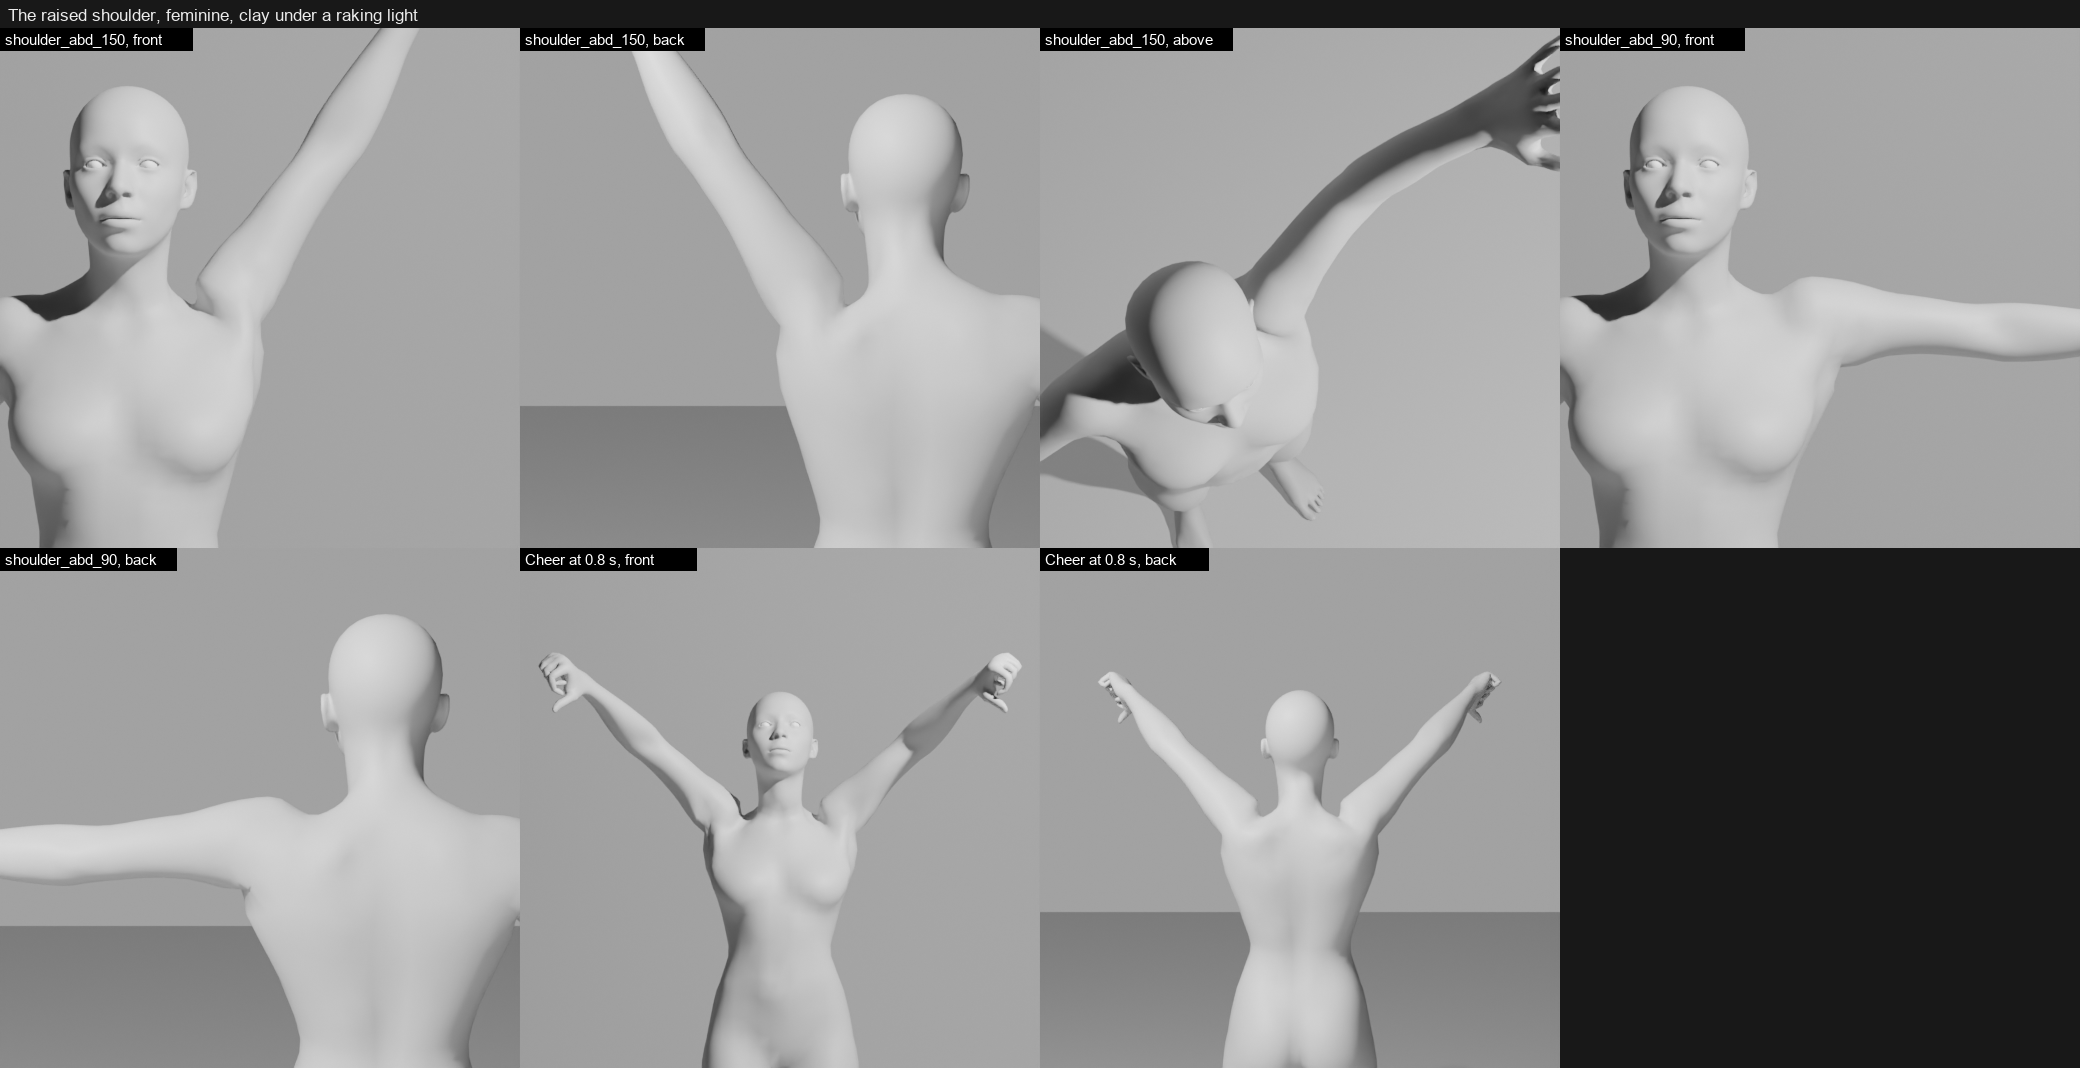 The raised shoulder, feminine, clay under a raking light
shoulder_abd_150, front
shoulder_abd_150, back
shoulder_abd_150, above
shoulder_abd_90, front
shoulder_abd_90, back
Cheer at 0.8 s, front
Cheer at 0.8 s, back